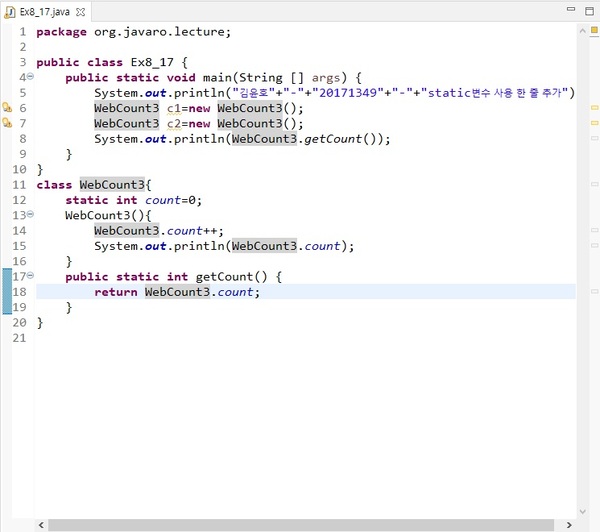 Ex8_17.java
1 package org.javaro.lecture;
2
3 public class Ex8_17 {
4 public static void main(String [] args) {
5 System.out.println("김윤호"+"-"+"20171349"+"-"+"static변수 사용 한 줄 추가")
6 WebCount3 c1=new WebCount3();
7 WebCount3 c2=new WebCount3();
8 System.out.println(WebCount3.getCount());
9 }
10 }
11 class WebCount3{
12 static int count=0;
13 WebCount3(){
14 WebCount3.count++;
15 System.out.println(WebCount3.count);
16 }
17 public static int getCount() {
18 return WebCount3.count;
19 }
20 }
21